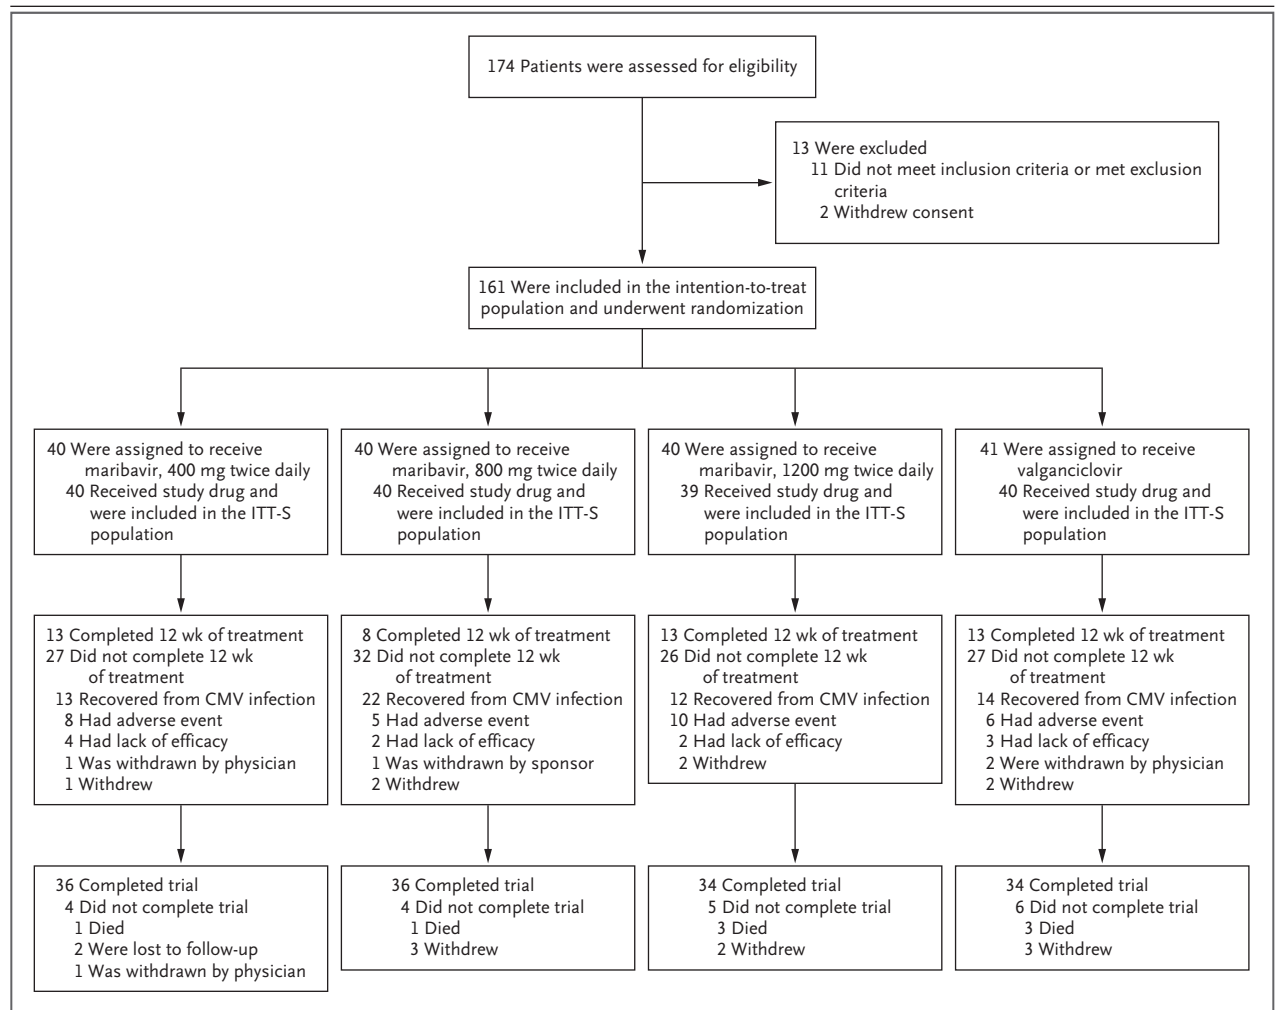 174 Patients were assessed for eligibility
13 Were excluded
11 Did not meet inclusion criteria or met exclusion
criteria
2 Withdrew consent
161 Were included in the intention-to-treat
population and underwent randomization
40 Were assigned to receive
maribavir, 400 mg twice daily
40 Received study drug and
were included in the ITT-S
population
40 Were assigned to receive
maribavir, 800 mg twice daily
40 Received study drug and
were included in the ITT-S
population
40 Were assigned to receive
maribavir, 1200 mg twice daily
39 Received study drug and
were included in the ITT-S
population
41 Were assigned to receive
valganciclovir
40 Received study drug and
were included in the ITT-S
population
13 Completed 12 wk of treatment
27 Did not complete 12 wk
of treatment
13 Recovered from CMV infection
8 Had adverse event
4 Had lack of efficacy
1 Was withdrawn by physician
1 Withdrew
8 Completed 12 wk of treatment
32 Did not complete 12 wk
of treatment
22 Recovered from CMV infection
5 Had adverse event
2 Had lack of efficacy
1 Was withdrawn by sponsor
2 Withdrew
13 Completed 12 wk of treatment
26 Did not complete 12 wk
of treatment
12 Recovered from CMV infection
10 Had adverse event
2 Had lack of efficacy
2 Withdrew
13 Completed 12 wk of treatment
27 Did not complete 12 wk
of treatment
14 Recovered from CMV infection
6 Had adverse event
3 Had lack of efficacy
2 Were withdrawn by physician
2 Withdrew
36 Completed trial
4 Did not complete trial
1 Died
2 Were lost to follow-up
1 Was withdrawn by physician
36 Completed trial
4 Did not complete trial
1 Died
3 Withdrew
34 Completed trial
5 Did not complete trial
3 Died
2 Withdrew
34 Completed trial
6 Did not complete trial
3 Died
3 Withdrew